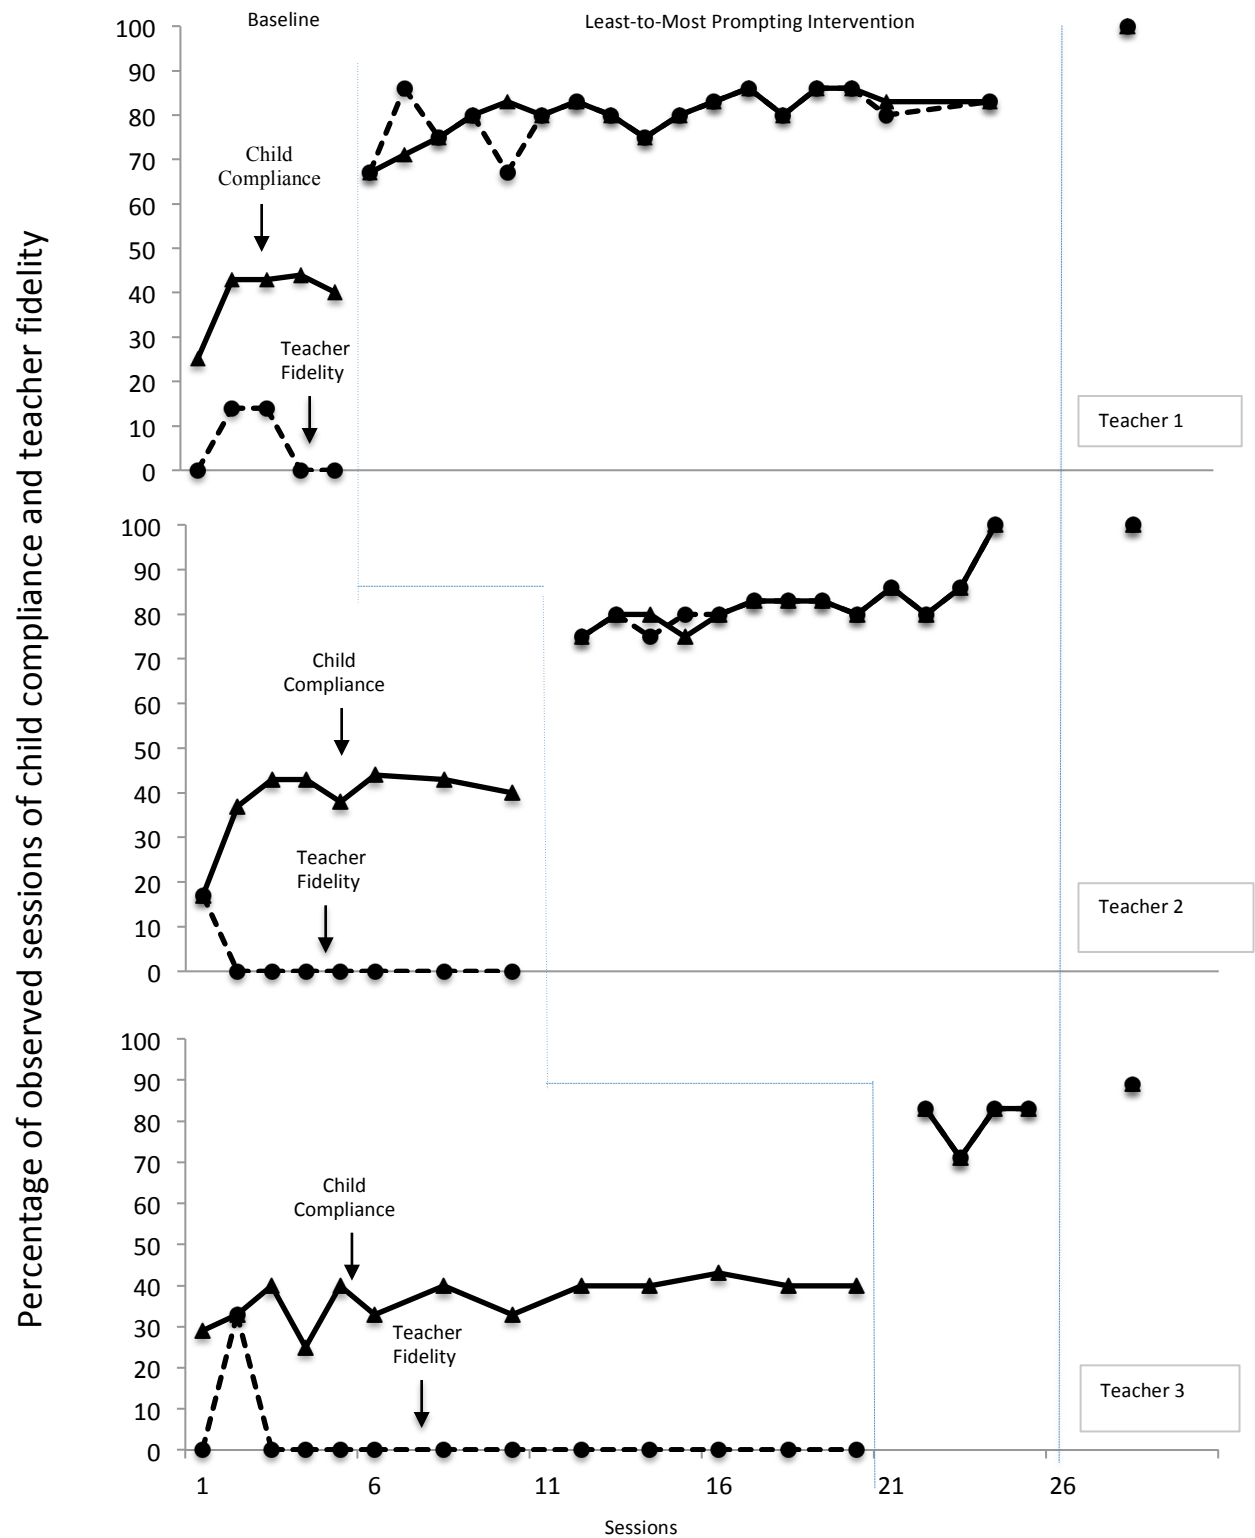 Baseline
Least-to-Most Prompting Intervention
Percentage of observed sessions of child compliance and teacher fidelity
100
90
80
70
60
50
40
30
20
10
0
Child
Compliance
Teacher
Fidelity
Teacher 1
100
90
80
70
60
50
40
30
20
10
0
Child
Compliance
Teacher
Fidelity
Teacher 2
100
90
80
70
60
50
40
30
20
10
0
Child
Compliance
Teacher
Fidelity
Teacher 3
1
6
11
16
21
26
Sessions